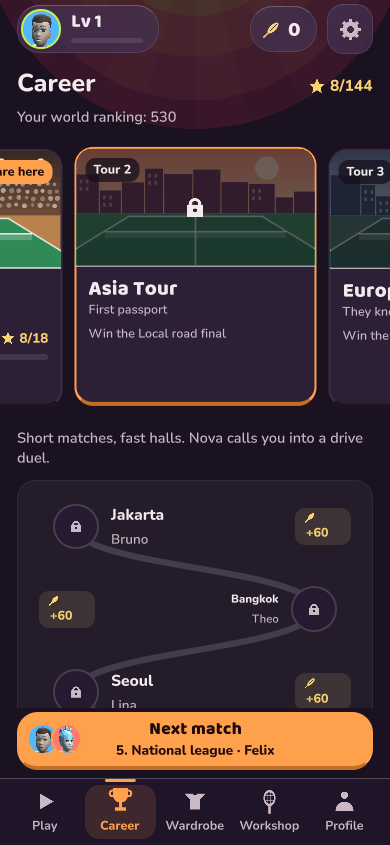 Lv 1
0
Career
8/144
Your world ranking: 530
are here
8/18
Tour 2
Asia Tour
First passport
Win the Local road final
Tour 3
They
Win the
Short matches, fast halls. Nova calls you into a drive
duel.
Jakarta
Bruno
+60
+60
Bangkok
Theo
Seoul
Lina
+60
Next match
5. National league · Felix
Play
Career
Wardrobe
Workshop
Profile